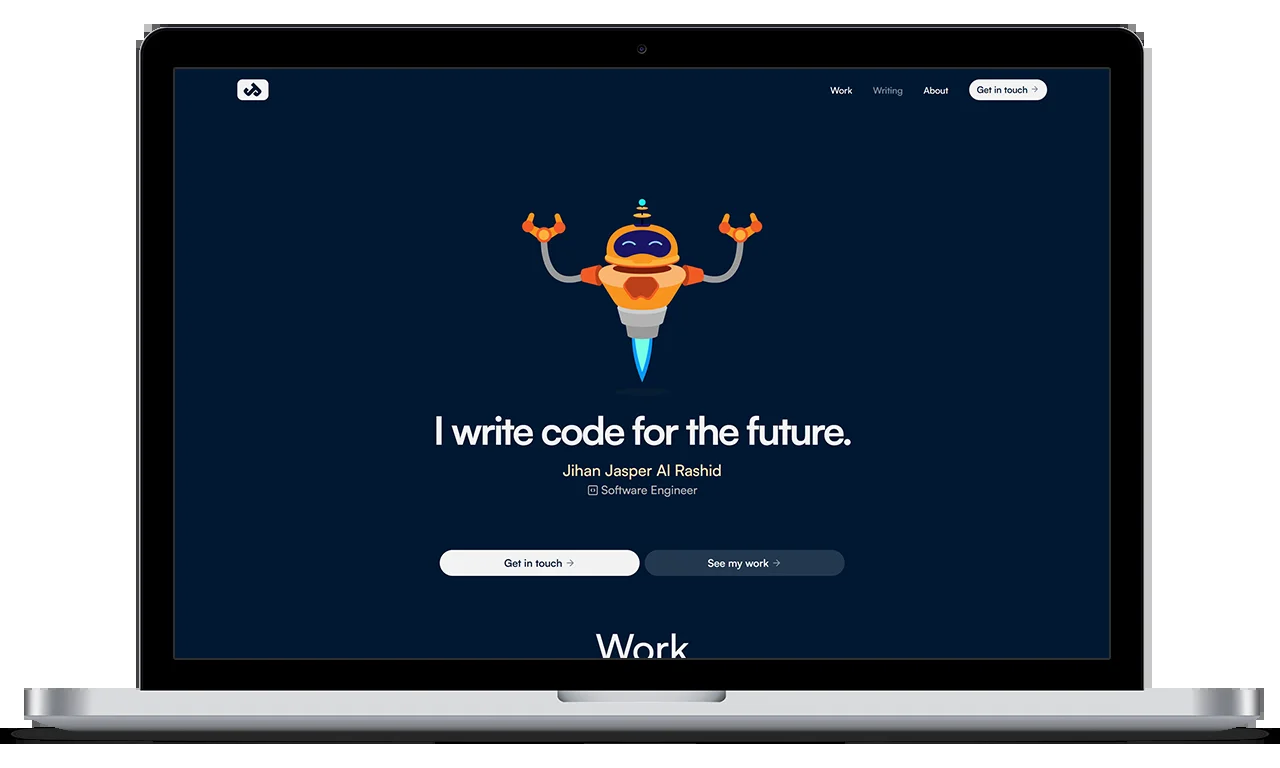 Work Writing About Get in touch →
I write code for the future.
Jihan Jasper Al Rashid
Software Engineer
Get in touch → See my work →
Work